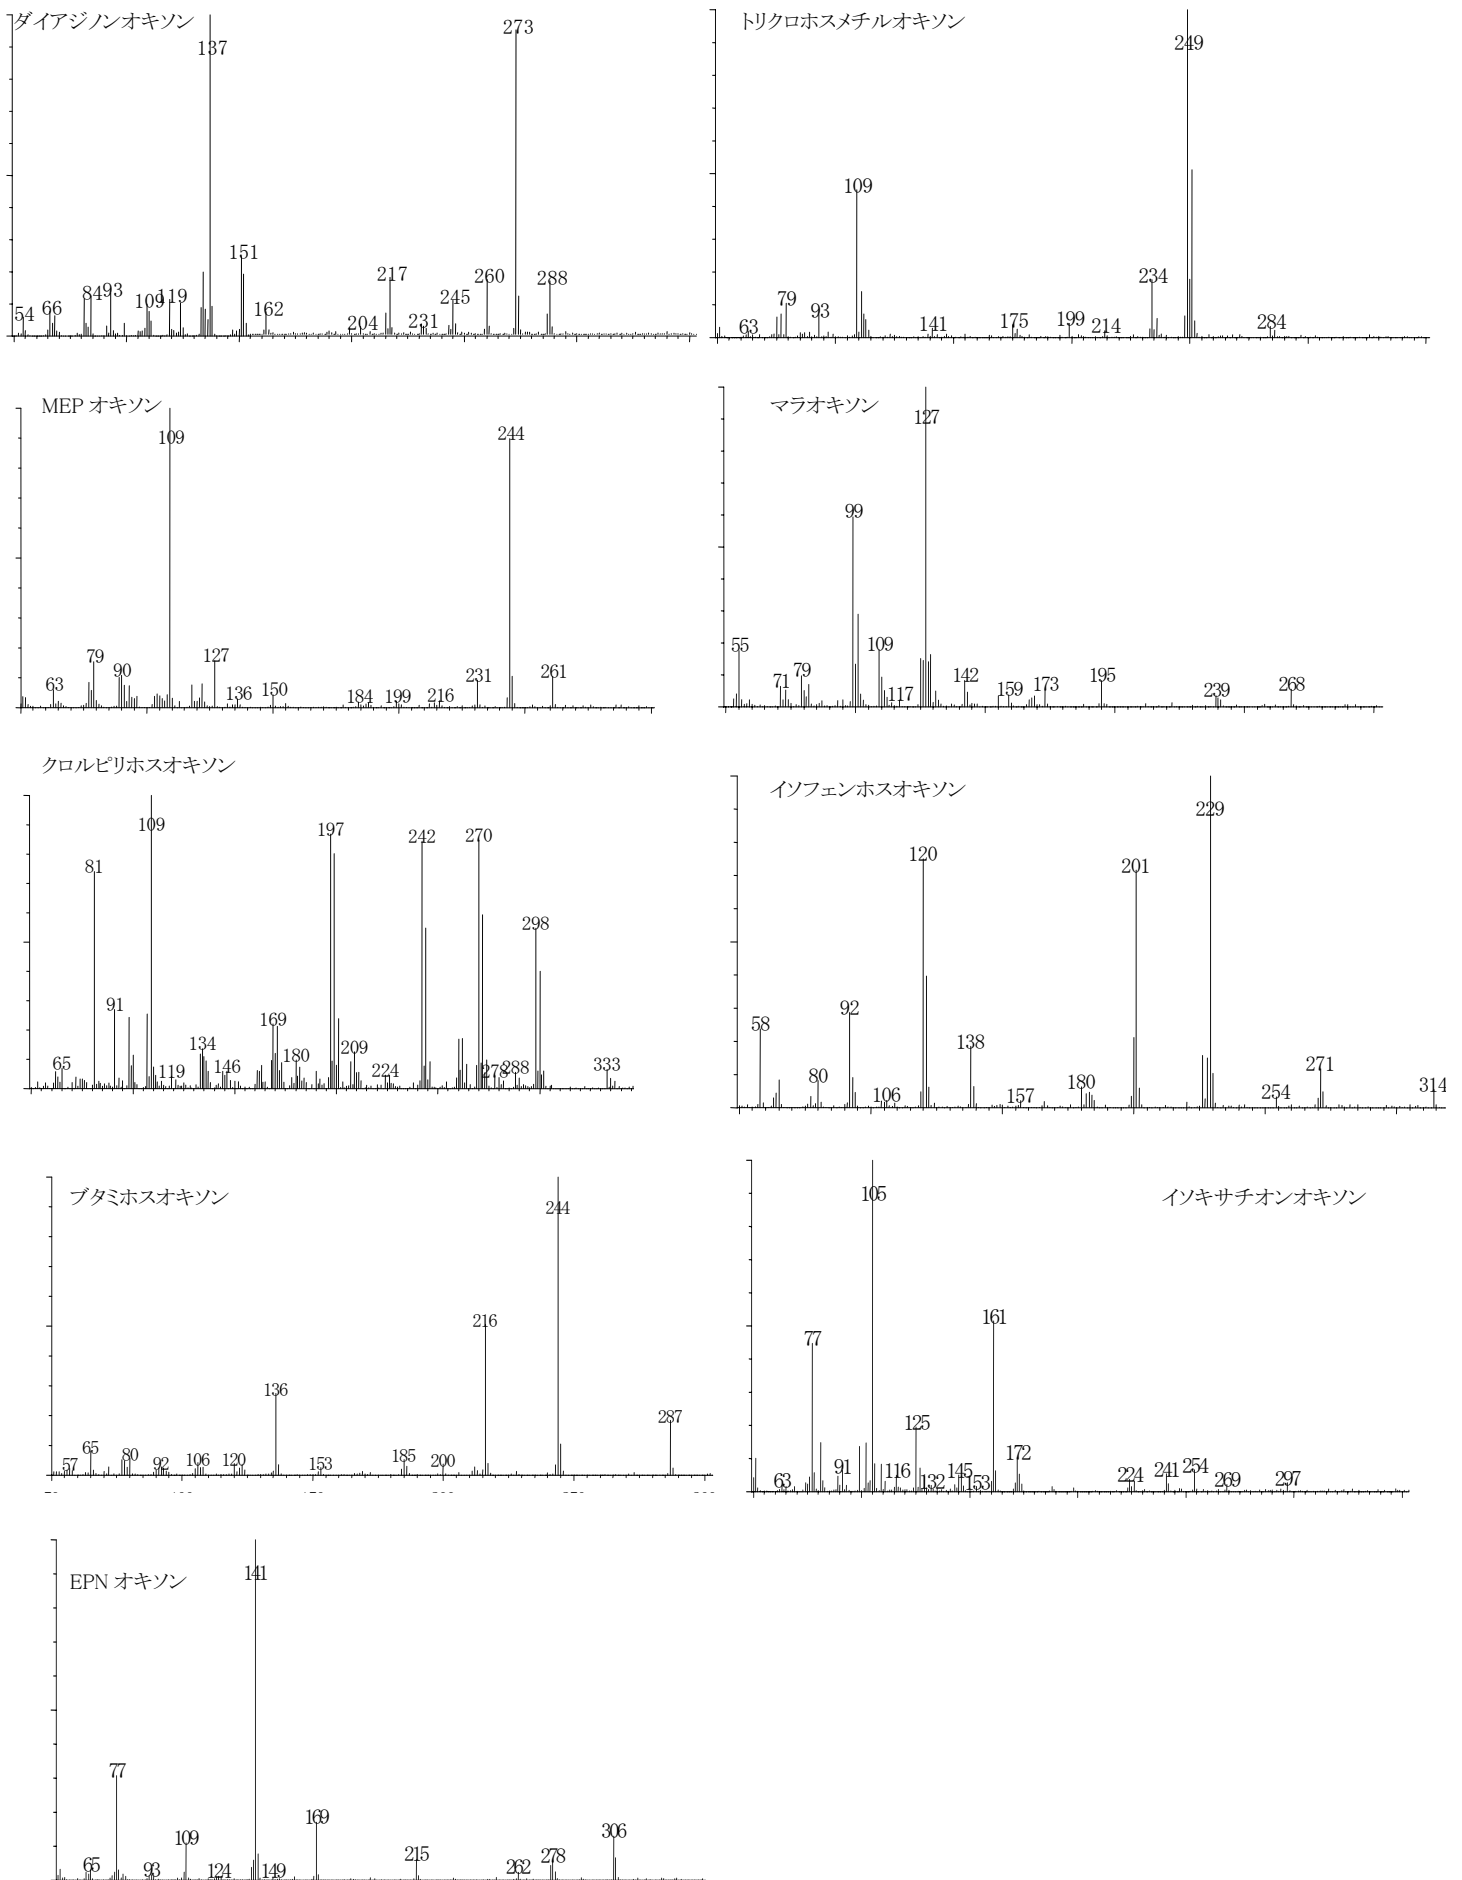 ダイアジノンオキソン
54 66 84 93 109 119 137 151 162 204 217 231 245 260 273 288
トリクロホスメチルオキソン
63 79 93 109 141 175 199 214 234 249 284
MEP オキソン
63 79 90 109 127 136 150 184 199 216 231 244 261
マラオキソン
55 71 79 99 109 117 127 142 159 173 195 239 268
クロルピリホスオキソン
65 81 91 109 119 134 146 169 180 197 209 224 242 270 278 288 298 333
イソフェンホスオキソン
58 80 92 106 120 138 157 180 201 229 254 271 314
ブタミホスオキソン
57 65 80 92 106 120 136 153 185 200 216 244 287
イソキサチオンオキソン
63 77 91 105 116 125 132 145 153 161 172 224 241 254 269 297
EPN オキソン
65 77 93 109 124 141 149 169 215 262 278 306